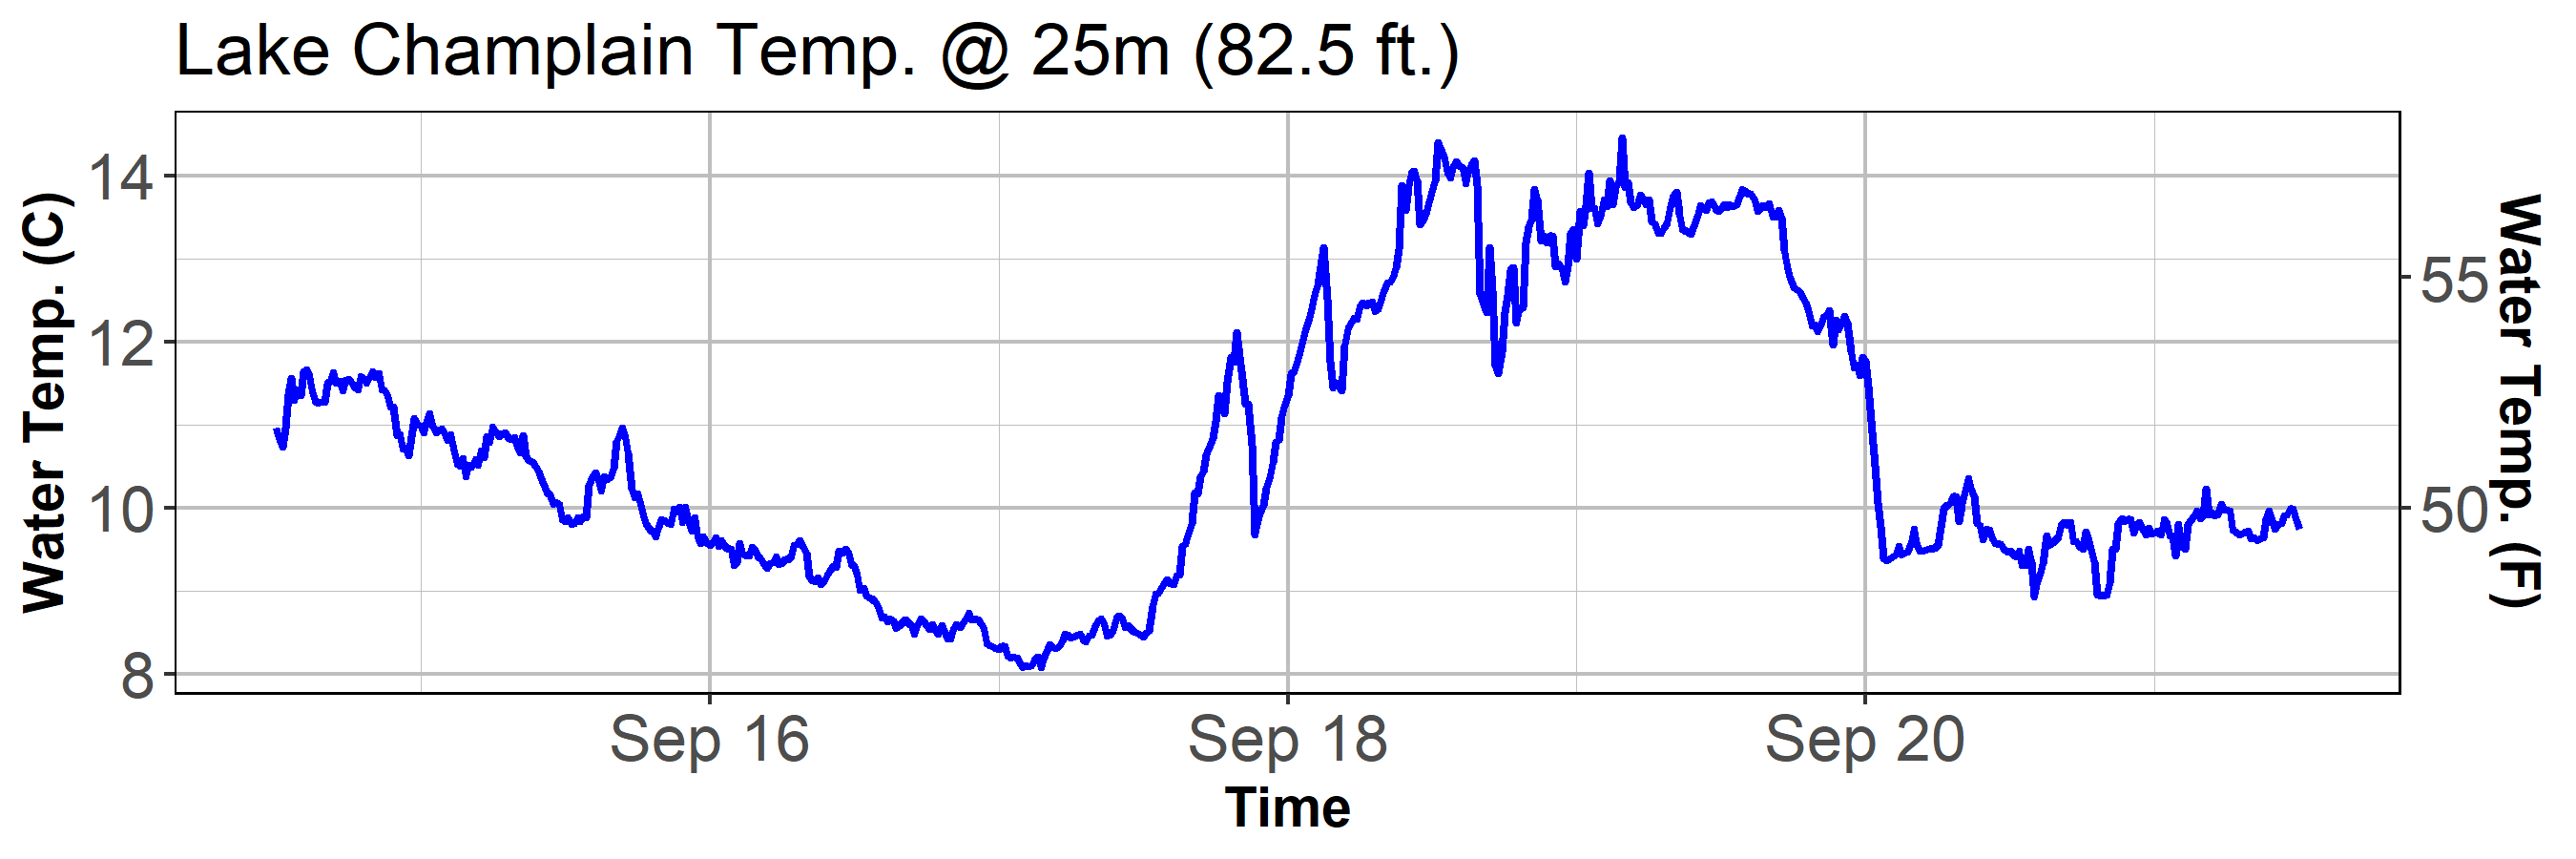 Lake Champlain Temp. @ 25m (82.5 ft.)
Water Temp. (C)
14
12
10
8
55
50
Water Temp. (F)
Sep 16
Sep 18
Sep 20
Time